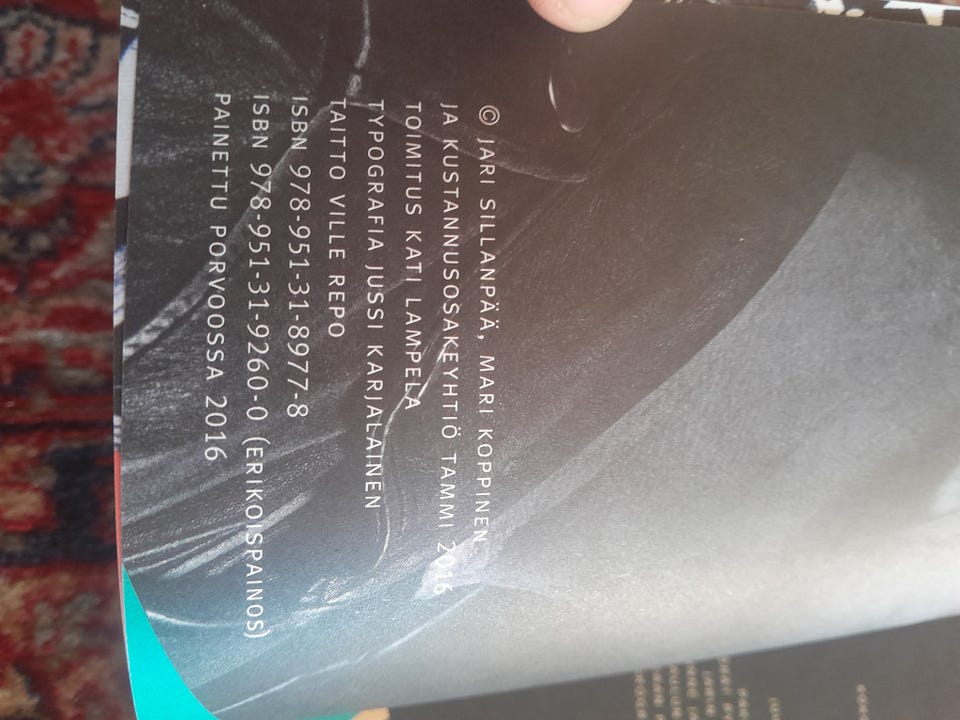 © JARI SILLANPÄÄ, MARI KOPPINEN
JA KUSTANNUSOSAKEYHTIÖ TAMMI 2016
TOIMITUS KATI LAMPELA
TYPOGRAFIA JUSSI KARJALAINEN
TAITTO VILLE REPO
ISBN 978-951-31-8977-8
ISBN 978-951-31-9260-0 (ERIKOISPAINOS)
PAINETTU PORVOOSSA 2016